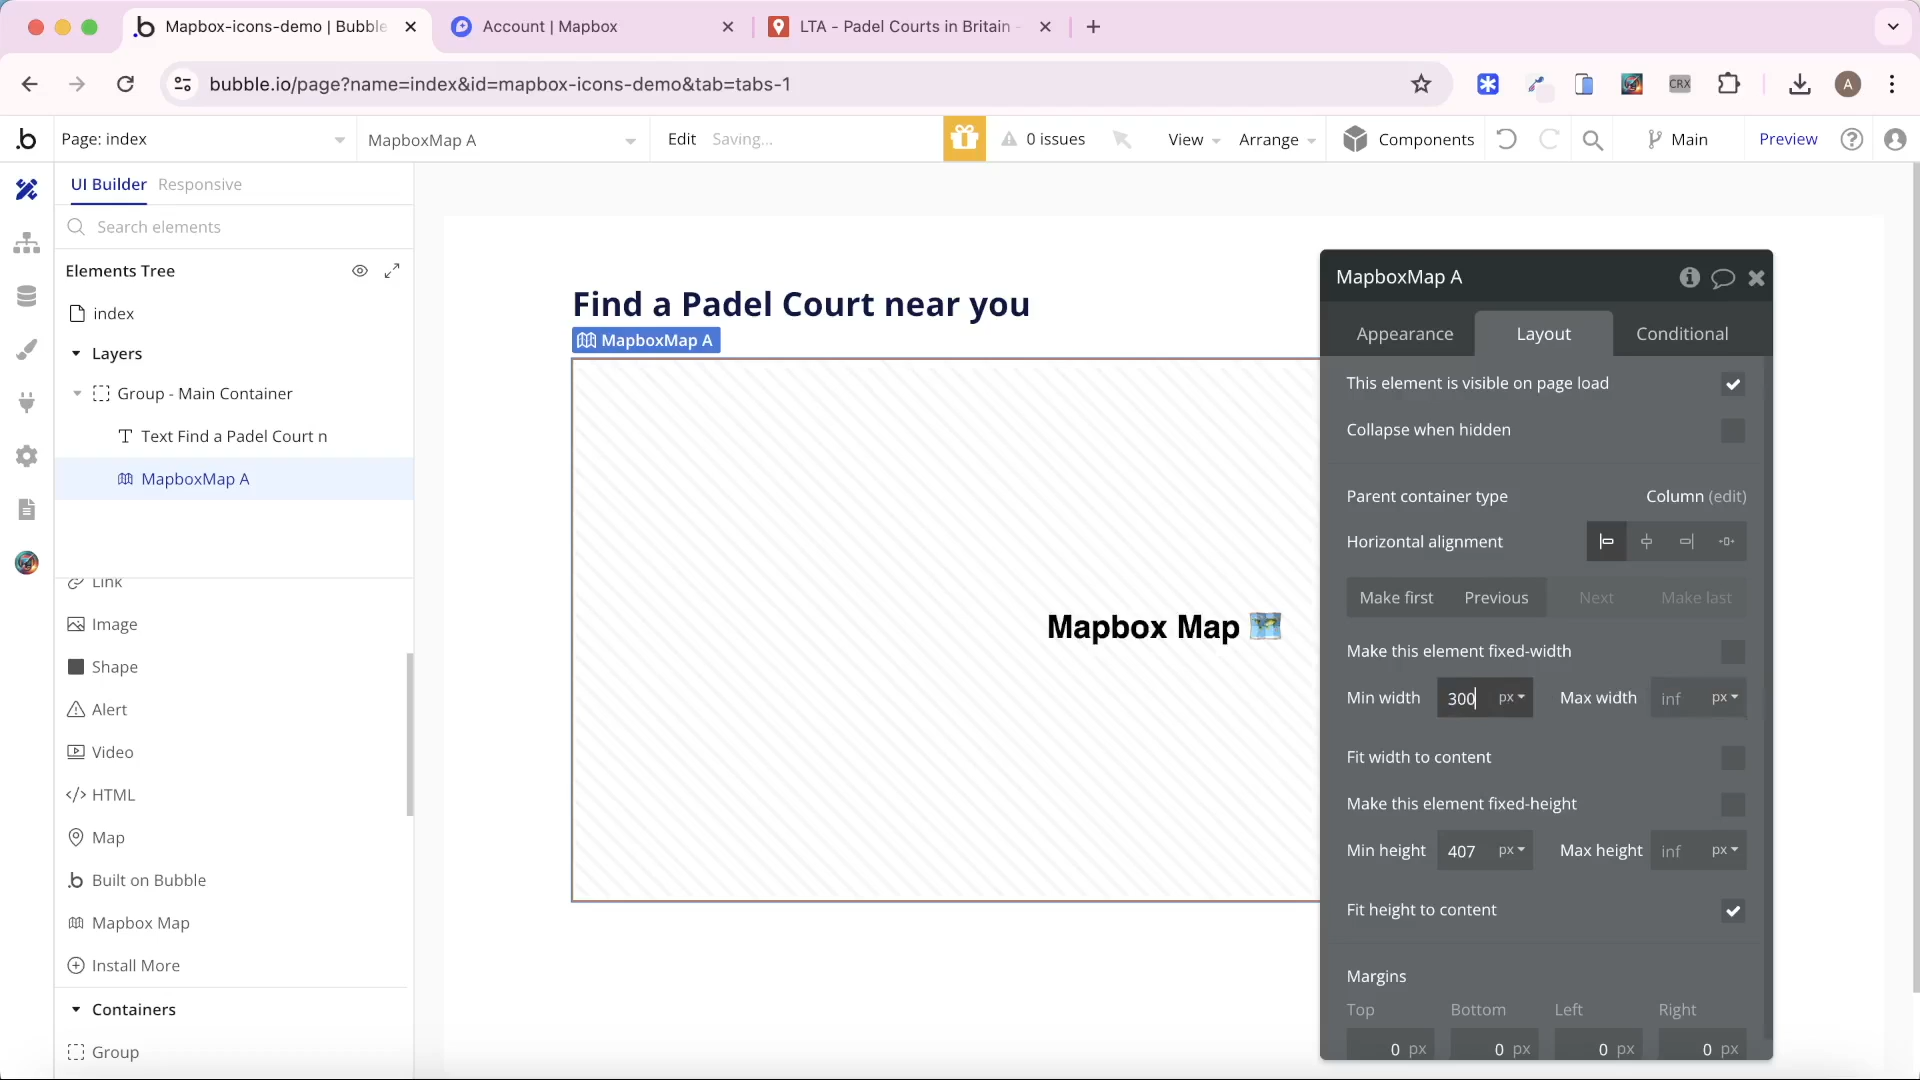 Mapbox-icons-demo | Bubble
Account | Mapbox
LTA - Padel Courts in Britain -
bubble.io/page?name=index&id=mapbox-icons-demo&tab=tabs-1
CRX
A
Page: index
MapboxMap A
Edit
Saving...
0 issues
View
Arrange
Components
Main
Preview
UI Builder
Responsive
Search elements
Elements Tree
index
Layers
Group - Main Container
Text Find a Padel Court n
MapboxMap A
Link
Image
Shape
Alert
Video
HTML
Map
Built on Bubble
Mapbox Map
Install More
Containers
Group
Find a Padel Court near you
MapboxMap A
Mapbox Map
MapboxMap A
Appearance
Layout
Conditional
This element is visible on page load
Collapse when hidden
Parent container type
Column (edit)
Horizontal alignment
Make first
Previous
Next
Make last
Make this element fixed-width
Min width
300
px
Max width
inf
px
Fit width to content
Make this element fixed-height
Min height
407
px
Max height
inf
px
Fit height to content
Margins
Top
Bottom
Left
Right
0 px
0 px
0 px
0 px